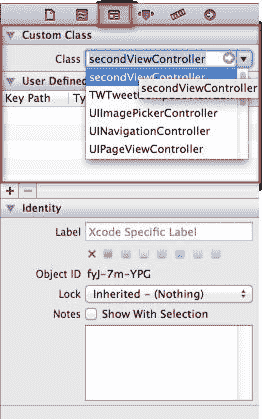 Custom Class
Class secondViewController
User Defined
secondViewController
Key Path Ty
secondViewController
TWTweet
UIImagePickerController
UINavigationController
UIPageViewController
Identity
Label Xcode Specific Label
Object ID fyJ-7m-YPG
Lock Inherited - (Nothing)
Notes Show With Selection